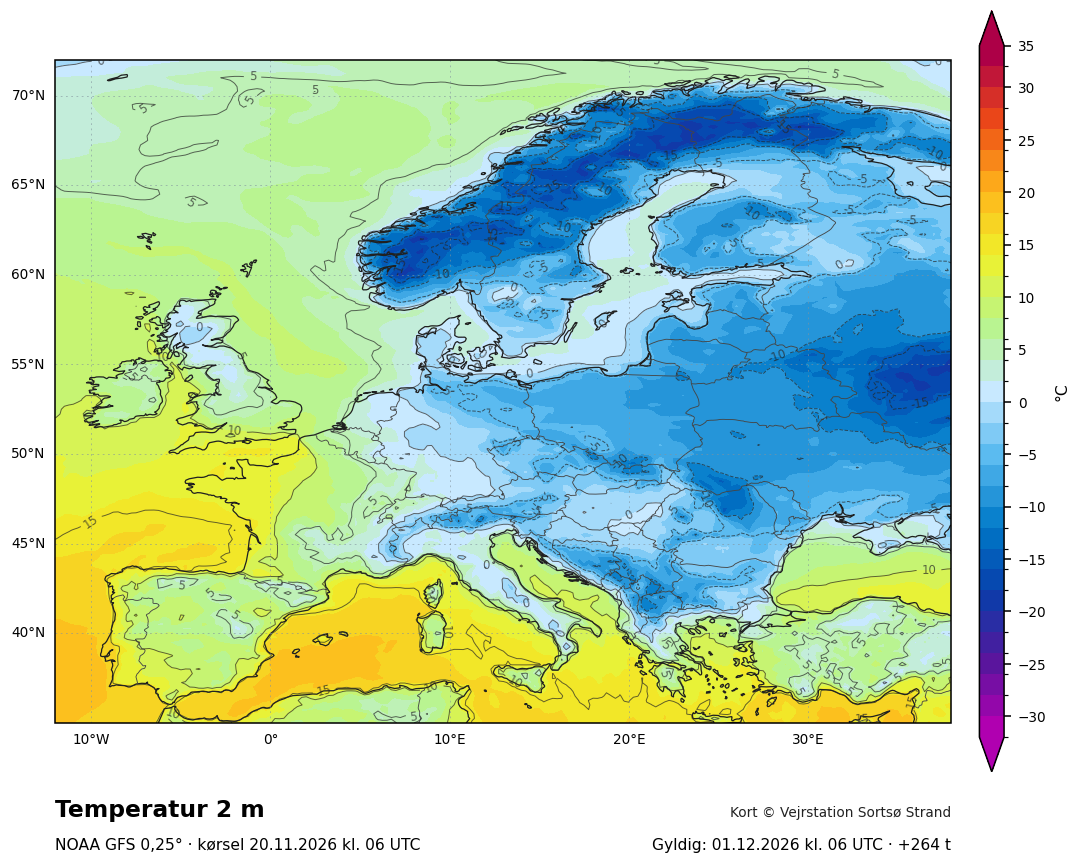 70°N
65°N
60°N
55°N
50°N
45°N
40°N
10°W
0°
10°E
20°E
30°E
35
30
25
20
15
10
5
0
−5
−10
−15
−20
−25
−30
°C
Temperatur 2 m
Kort © Vejrstation Sortsø Strand
NOAA GFS 0,25° · kørsel 20.11.2026 kl. 06 UTC
Gyldig: 01.12.2026 kl. 06 UTC · +264 t